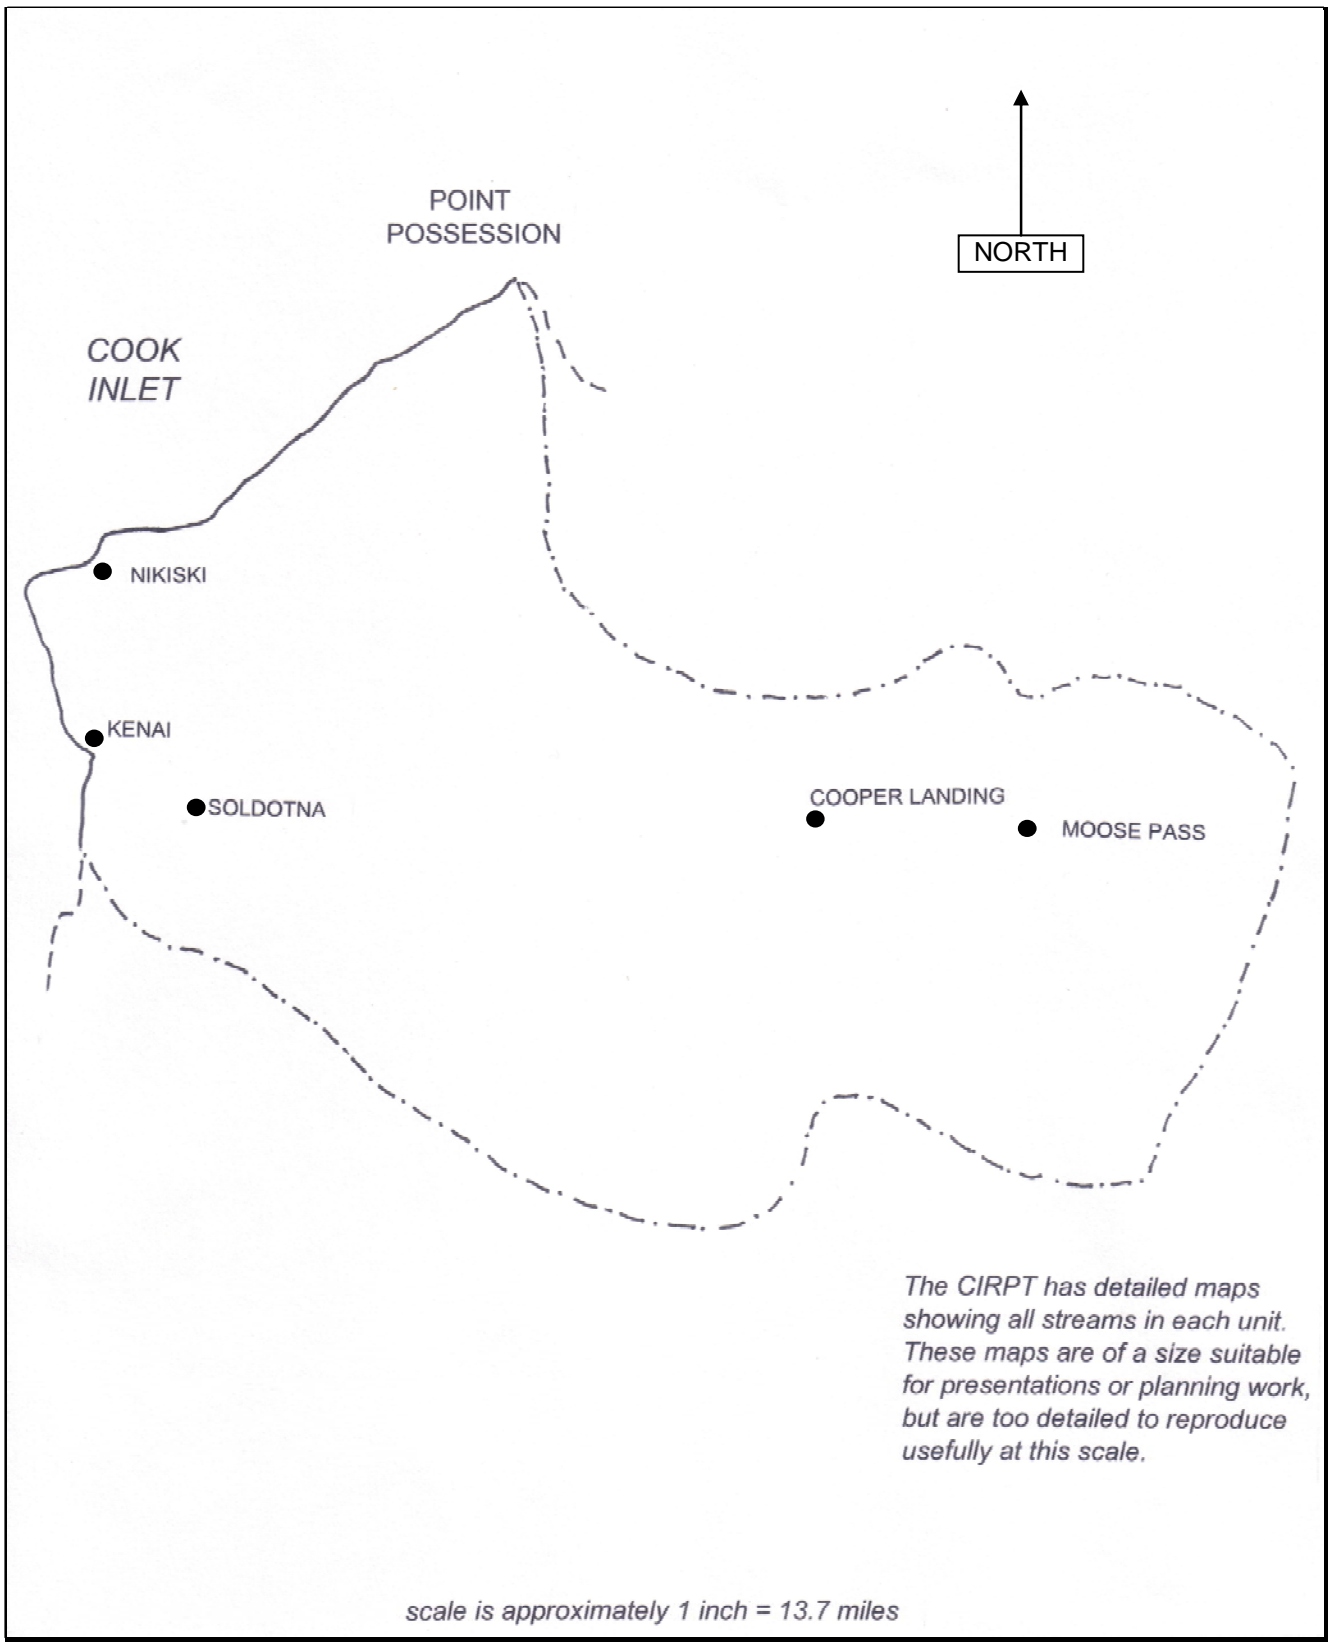 POINT
POSSESSION
NORTH
COOK
INLET
NIKISKI
KENAI
SOLDOTNA
COOPER LANDING
MOOSE PASS
The CIRPT has detailed maps
showing all streams in each unit.
These maps are of a size suitable
for presentations or planning work,
but are too detailed to reproduce
usefully at this scale.
scale is approximately 1 inch = 13.7 miles